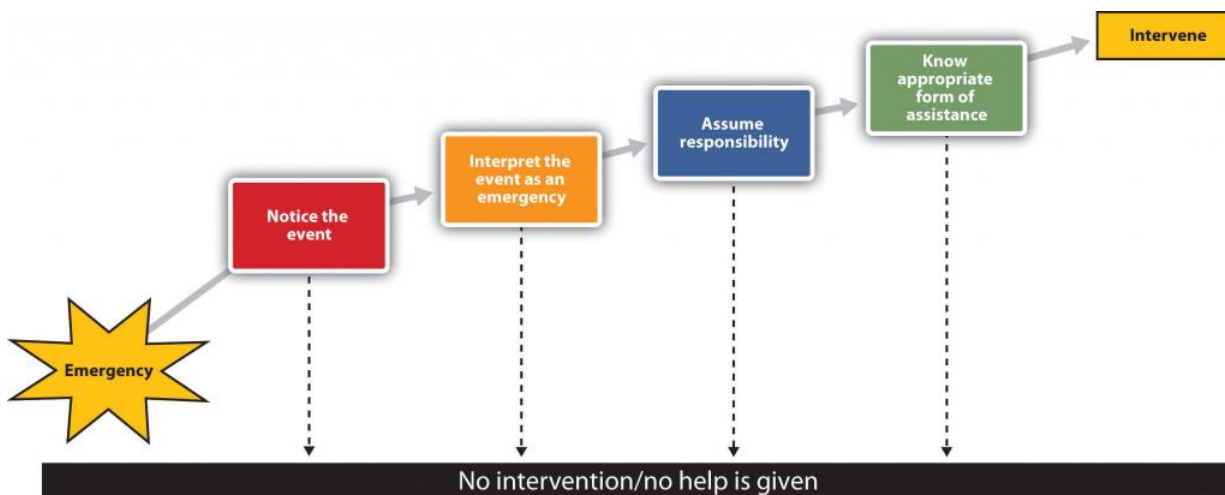 Emergency
Notice the
event
Interpret the
event as an
emergency
Assume
responsibility
Know
appropriate
form of
assistance
Intervene
No intervention/no help is given